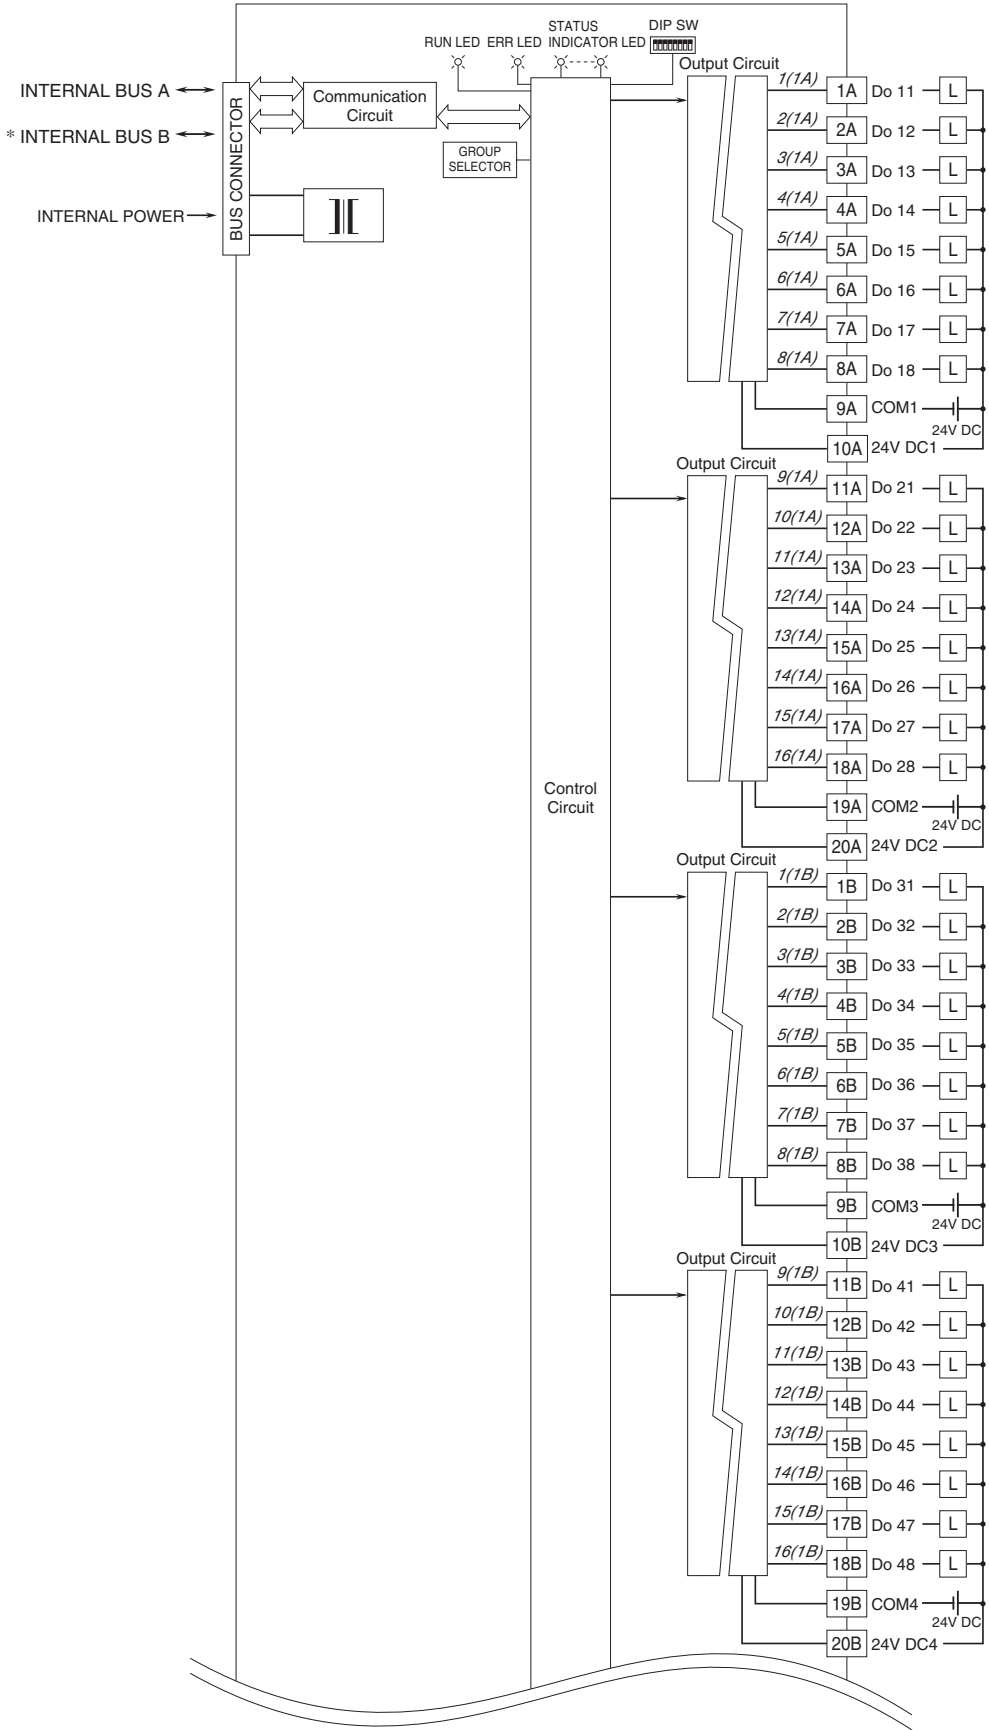 STATUS
DIP SW
RUN LED ERR LED INDICATOR LED
Output Circuit
INTERNAL BUS A
* INTERNAL BUS B
INTERNAL POWER
BUS CONNECTOR
Communication
Circuit
GROUP
SELECTOR
Control
Circuit
1(1A) 1A Do 11 L
2(1A) 2A Do 12 L
3(1A) 3A Do 13 L
4(1A) 4A Do 14 L
5(1A) 5A Do 15 L
6(1A) 6A Do 16 L
7(1A) 7A Do 17 L
8(1A) 8A Do 18 L
9A COM1
24V DC
10A 24V DC1
Output Circuit
9(1A) 11A Do 21 L
10(1A) 12A Do 22 L
11(1A) 13A Do 23 L
12(1A) 14A Do 24 L
13(1A) 15A Do 25 L
14(1A) 16A Do 26 L
15(1A) 17A Do 27 L
16(1A) 18A Do 28 L
19A COM2
24V DC
20A 24V DC2
Output Circuit
1(1B) 1B Do 31 L
2(1B) 2B Do 32 L
3(1B) 3B Do 33 L
4(1B) 4B Do 34 L
5(1B) 5B Do 35 L
6(1B) 6B Do 36 L
7(1B) 7B Do 37 L
8(1B) 8B Do 38 L
9B COM3
24V DC
10B 24V DC3
Output Circuit
9(1B) 11B Do 41 L
10(1B) 12B Do 42 L
11(1B) 13B Do 43 L
12(1B) 14B Do 44 L
13(1B) 15B Do 45 L
14(1B) 16B Do 46 L
15(1B) 17B Do 47 L
16(1B) 18B Do 48 L
19B COM4
24V DC
20B 24V DC4